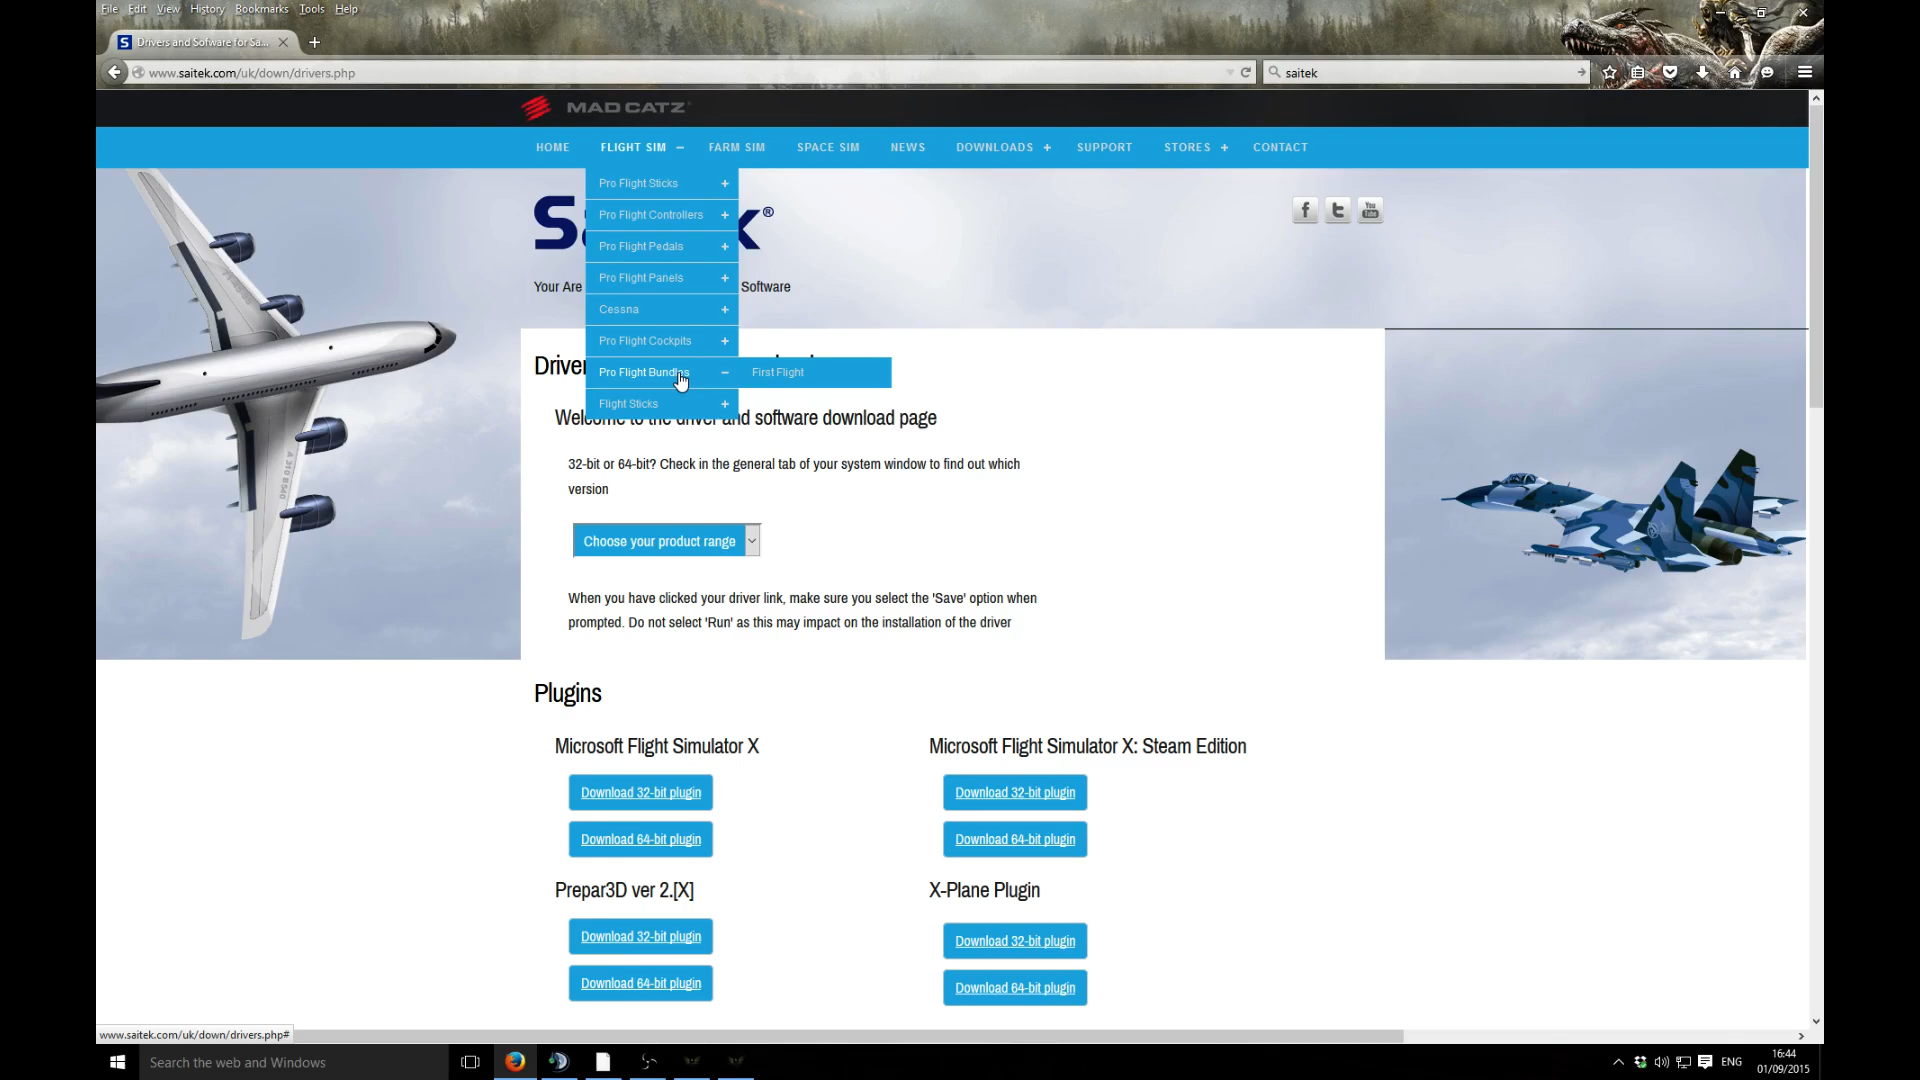 File Edit View History Bookmarks Tools Help
S Drivers and Sofware for Sa...
www.saitek.com/uk/down/drivers.php
saitek
MAD CATZ
HOME FLIGHT SIM − FARM SIM SPACE SIM NEWS DOWNLOADS + SUPPORT STORES + CONTACT
Pro Flight Sticks +
Pro Flight Controllers +
Pro Flight Pedals +
Pro Flight Panels +
Cessna +
Pro Flight Cockpits +
Pro Flight Bundles − First Flight
Flight Sticks +
®
f t You Tube
Your Are Software
Welcome to the driver and software download page
32-bit or 64-bit? Check in the general tab of your system window to find out which
version
Choose your product range
When you have clicked your driver link, make sure you select the 'Save' option when
prompted. Do not select 'Run' as this may impact on the installation of the driver
Plugins
Microsoft Flight Simulator X Microsoft Flight Simulator X: Steam Edition
Download 32-bit plugin Download 32-bit plugin
Download 64-bit plugin Download 64-bit plugin
Prepar3D ver 2.[X] X-Plane Plugin
Download 32-bit plugin Download 32-bit plugin
Download 64-bit plugin Download 64-bit plugin
www.saitek.com/uk/down/drivers.php#
Search the web and Windows
ENG
16:44
01/09/2015